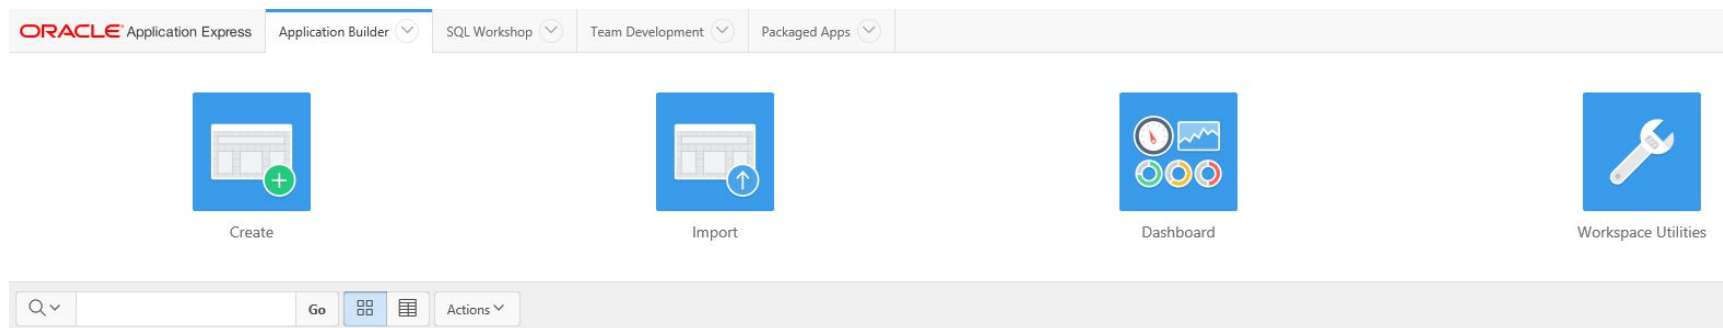 ORACLE Application Express Application Builder SQL Workshop Team Development Packaged Apps
Create Import Dashboard Workspace Utilities
Go Actions